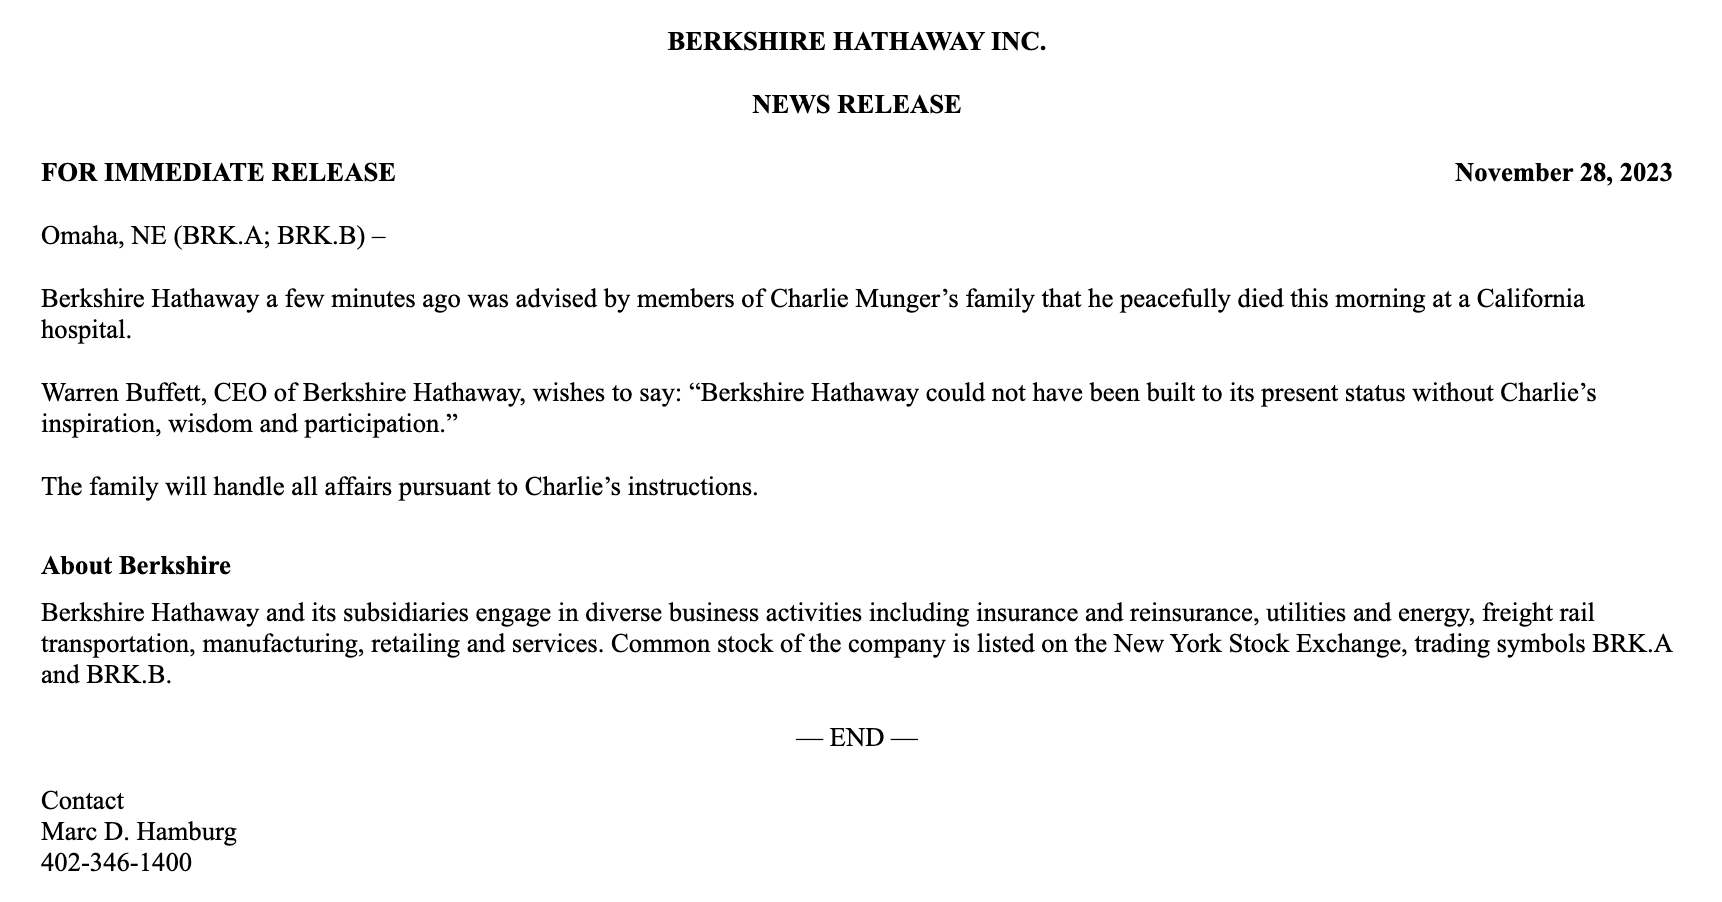 BERKSHIRE HATHAWAY INC.
NEWS RELEASE
FOR IMMEDIATE RELEASE November 28, 2023
Omaha, NE (BRK.A; BRK.B) –
Berkshire Hathaway a few minutes ago was advised by members of Charlie Munger’s family that he peacefully died this morning at a California
hospital.
Warren Buffett, CEO of Berkshire Hathaway, wishes to say: “Berkshire Hathaway could not have been built to its present status without Charlie’s
inspiration, wisdom and participation.”
The family will handle all affairs pursuant to Charlie’s instructions.
About Berkshire
Berkshire Hathaway and its subsidiaries engage in diverse business activities including insurance and reinsurance, utilities and energy, freight rail
transportation, manufacturing, retailing and services. Common stock of the company is listed on the New York Stock Exchange, trading symbols BRK.A
and BRK.B.
— END —
Contact
Marc D. Hamburg
402-346-1400